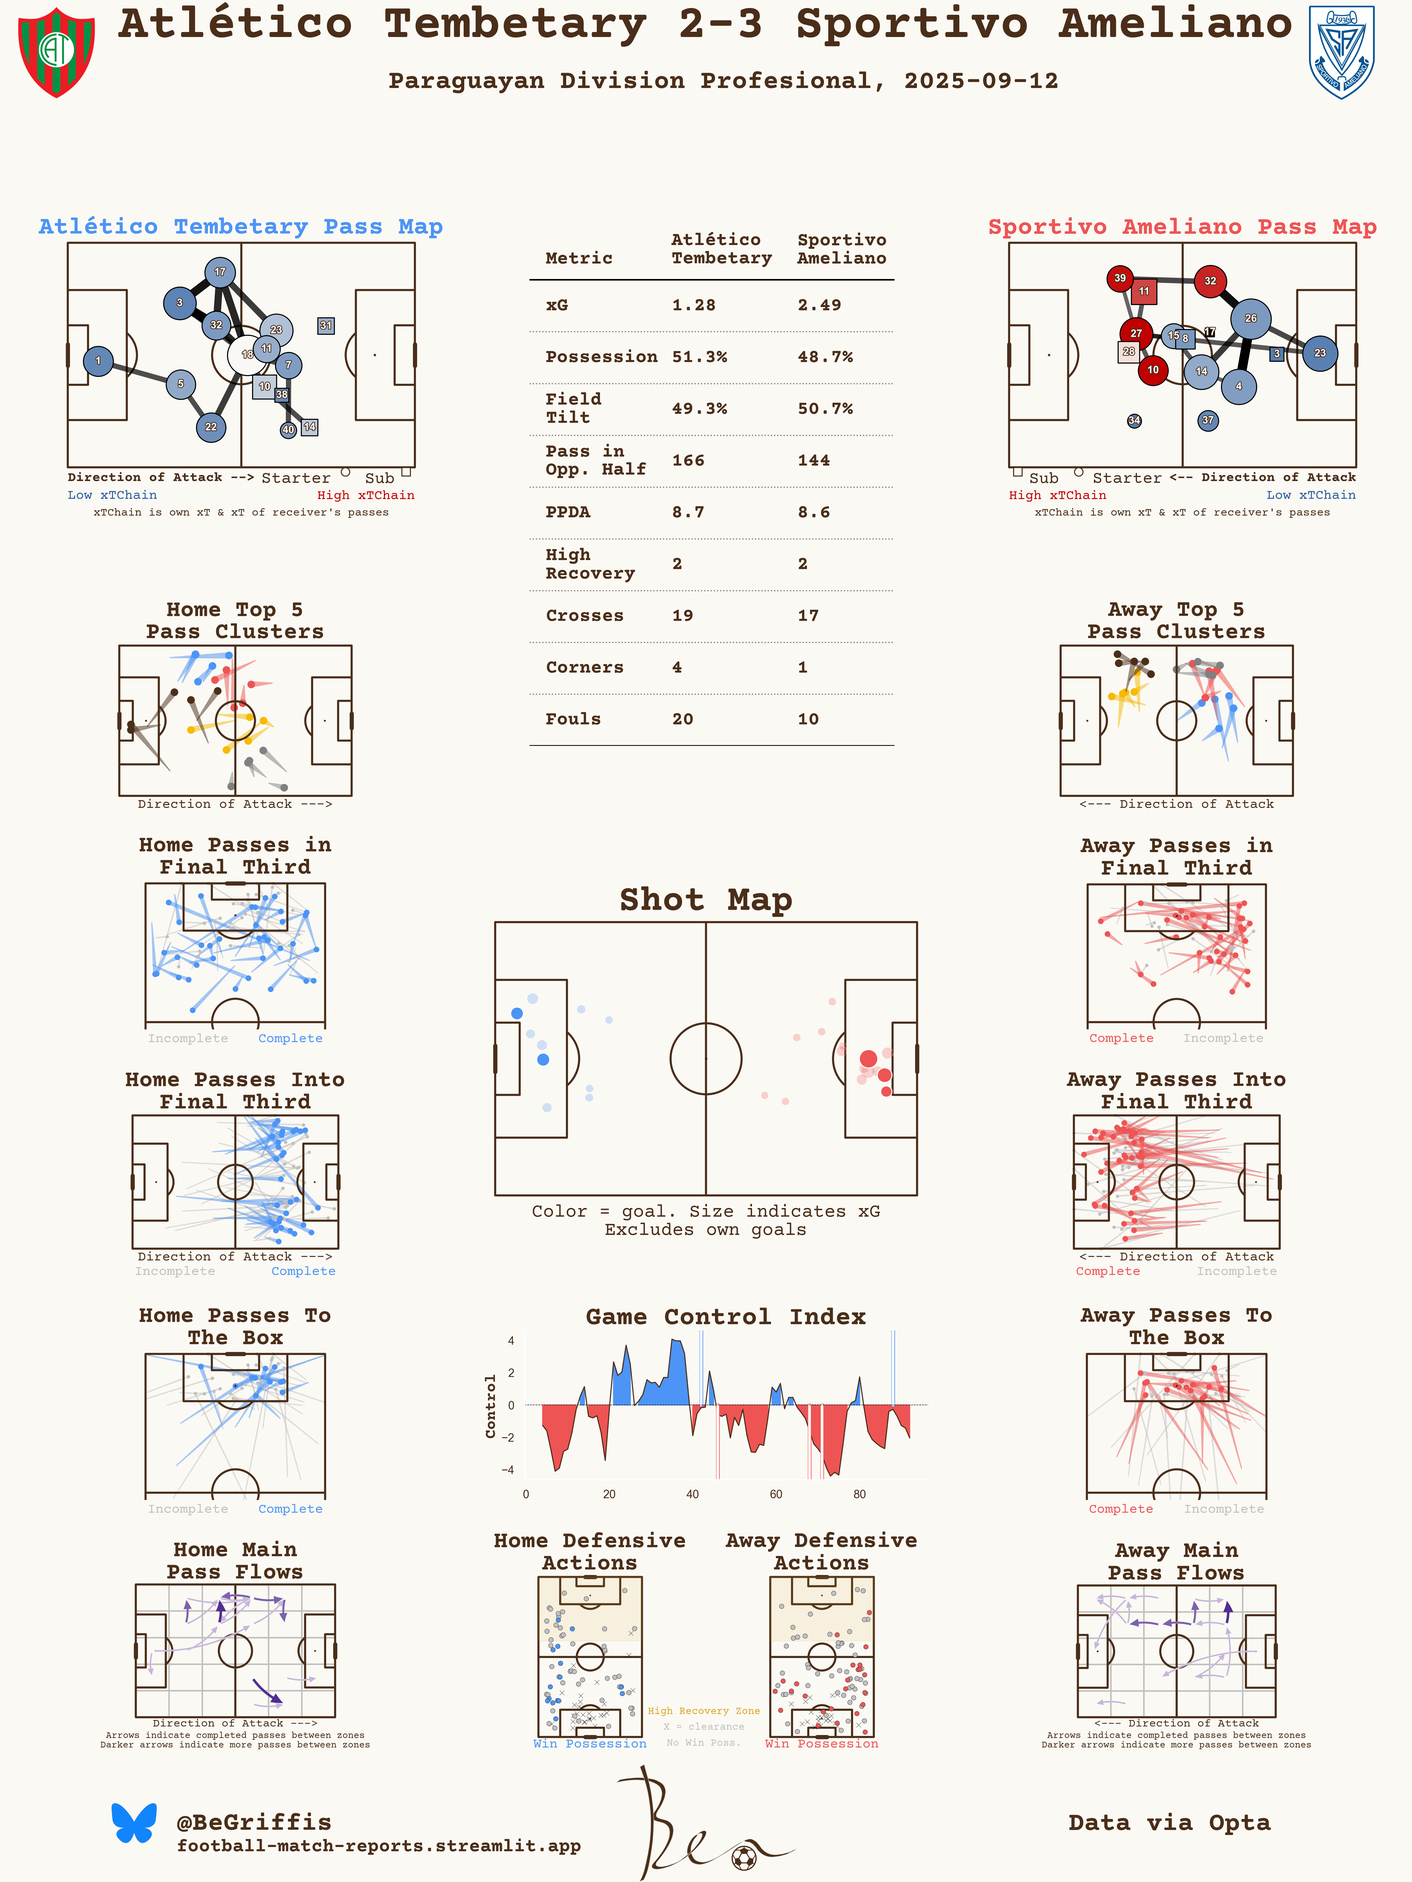 Atlético Tembetary 2-3 Sportivo Ameliano
Paraguayan Division Profesional, 2025-09-12
CAT
1936
SA
SPORTIVO AMELIANO
Atlético Tembetary Pass Map
17
3
32
23
18
11
31
1
7
5
10
38
22
40
14
Direction of Attack --> Starter Sub
Low xTChain High xTChain
xTChain is own xT & xT of receiver's passes
Metric Atlético Tembetary Sportivo Ameliano
xG 1.28 2.49
Possession 51.3% 48.7%
Field Tilt 49.3% 50.7%
Pass in Opp. Half 166 144
PPDA 8.7 8.6
High Recovery 2 2
Crosses 19 17
Corners 4 1
Fouls 20 10
Sportivo Ameliano Pass Map
39
11
32
26
27
15
8
17
28
3
23
10
14
4
34
37
Sub Starter <-- Direction of Attack
High xTChain Low xTChain
xTChain is own xT & xT of receiver's passes
Home Top 5
Pass Clusters
Direction of Attack --->
Away Top 5
Pass Clusters
<--- Direction of Attack
Home Passes in
Final Third
Incomplete Complete
Away Passes in
Final Third
Complete Incomplete
Shot Map
Color = goal. Size indicates xG
Excludes own goals
Home Passes Into
Final Third
Direction of Attack --->
Incomplete Complete
Away Passes Into
Final Third
<--- Direction of Attack
Complete Incomplete
Home Passes To
The Box
Incomplete Complete
Game Control Index
Control
4
2
0
−2
−4
0 20 40 60 80
Away Passes To
The Box
Complete Incomplete
Home Main
Pass Flows
Direction of Attack --->
Arrows indicate completed passes between zones
Darker arrows indicate more passes between zones
Home Defensive
Actions
Win Possession
Away Defensive
Actions
Win Possession
High Recovery Zone
X = clearance
No Win Poss.
Away Main
Pass Flows
<--- Direction of Attack
Arrows indicate completed passes between zones
Darker arrows indicate more passes between zones
@BeGriffis
football-match-reports.streamlit.app
Ben
Data via Opta